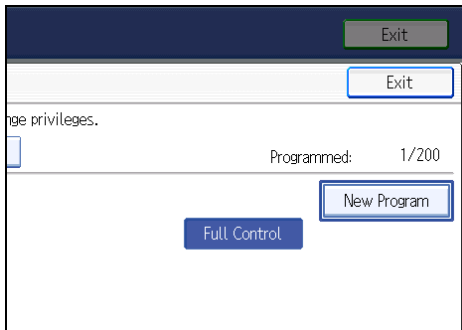 Exit
Exit
nge privileges.
Programmed: 1/200
New Program
Full Control